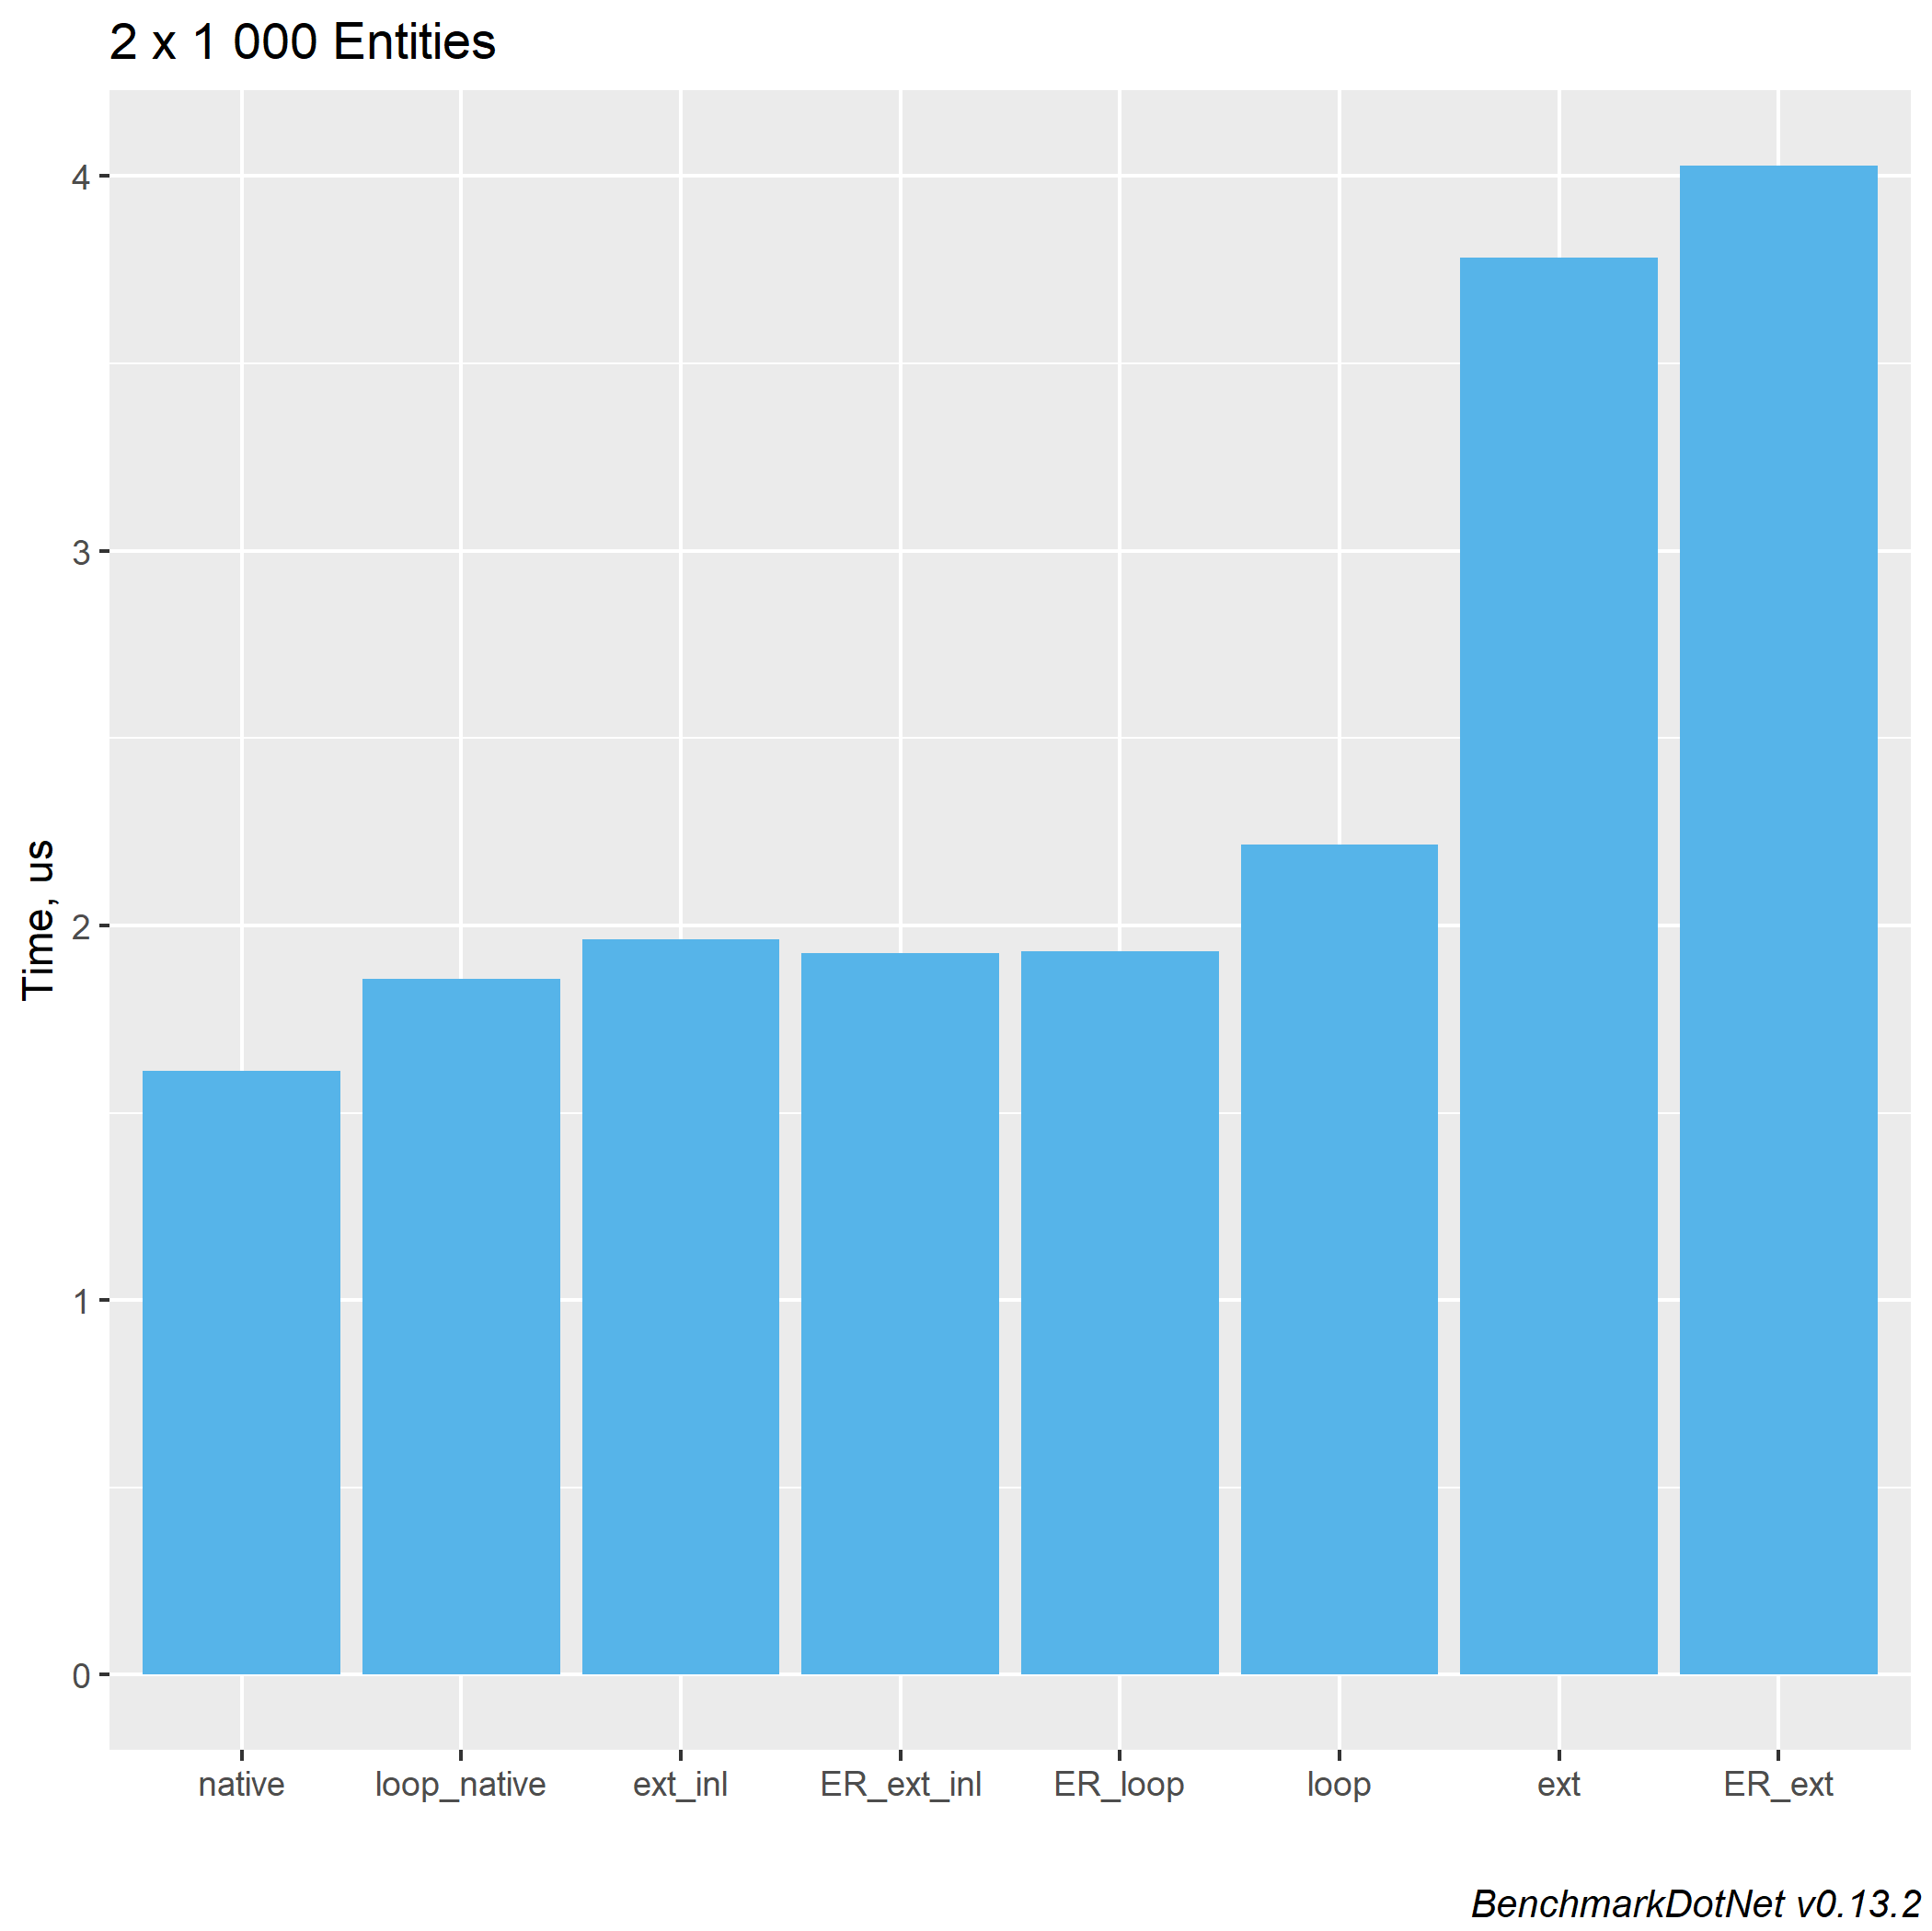 2 x 1 000 Entities
Time, us
4
3
2
1
0
native loop_native ext_inl ER_ext_inl ER_loop loop ext ER_ext
BenchmarkDotNet v0.13.2